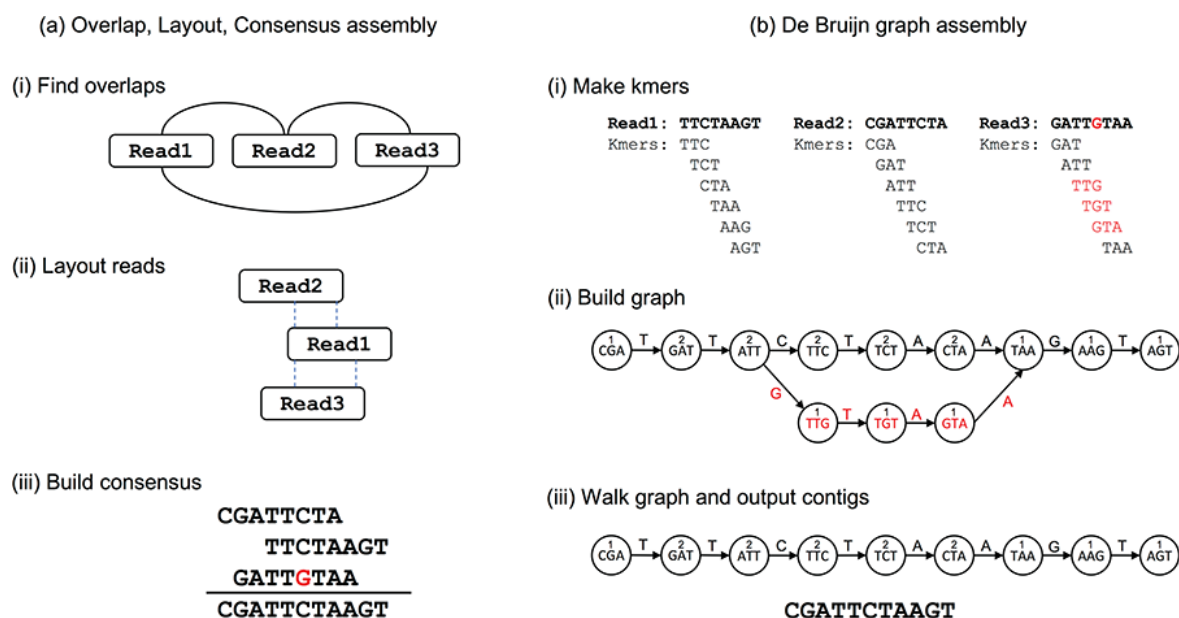 (a) Overlap, Layout, Consensus assembly
(i) Find overlaps
Read1 Read2 Read3
(ii) Layout reads
Read2
Read1
Read3
(iii) Build consensus
CGATTCTA
TTCTAAGT
GATTGTAA
CGATTCTAAGT
(b) De Bruijn graph assembly
(i) Make kmers
Read1: TTCTAAGT Read2: CGATTCTA Read3: GATTGTAA
Kmers: TTC Kmers: CGA Kmers: GAT
TCT GAT ATT
CTA ATT TTG
TAA TTC TGT
AAG TCT GTA
AGT CTA TAA
(ii) Build graph
T T C T A A G T
1 2 2 2 2 2 1 1 1
CGA GAT ATT TTC TCT CTA TAA AAG AGT
G T A A
1 1 1
TTG TGT GTA
(iii) Walk graph and output contigs
T T C T A A G T
1 2 2 2 2 2 1 1 1
CGA GAT ATT TTC TCT CTA TAA AAG AGT
CGATTCTAAGT